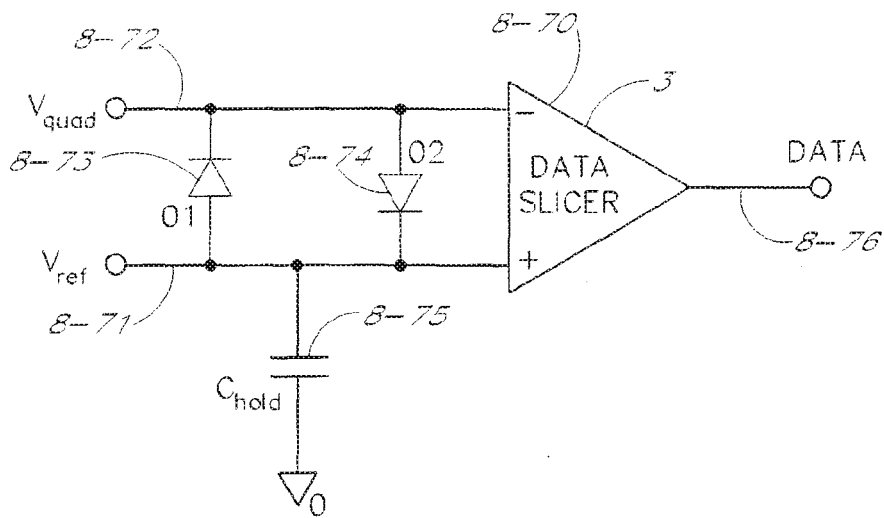 8-72
8-70
3
V_quad
8-73
8-74
02
01
DATA SLICER
DATA
8-76
V_ref
8-71
8-75
C_hold
0
-
+